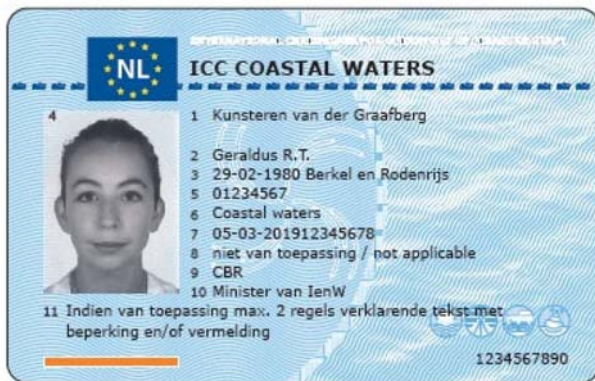 NL
ICC COASTAL WATERS
4
1 Kunsteren van der Graafberg
2 Geraldus R.T.
3 29-02-1980 Berkel en Rodenrijs
5 01234567
6 Coastal waters
7 05-03-201912345678
8 niet van toepassing / not applicable
9 CBR
10 Minister van IenW
11 Indien van toepassing max. 2 regels verklarende tekst met
beperking en/of vermelding
1234567890